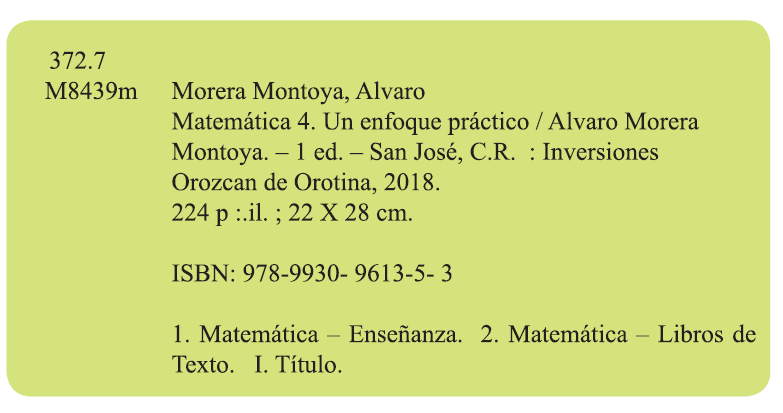 372.7
M8439m Morera Montoya, Alvaro
Matemática 4. Un enfoque práctico / Alvaro Morera
Montoya. – 1 ed. – San José, C.R. : Inversiones
Orozcan de Orotina, 2018.
224 p :.il. ; 22 X 28 cm.
ISBN: 978-9930- 9613-5- 3
1. Matemática – Enseñanza. 2. Matemática – Libros de
Texto. I. Título.